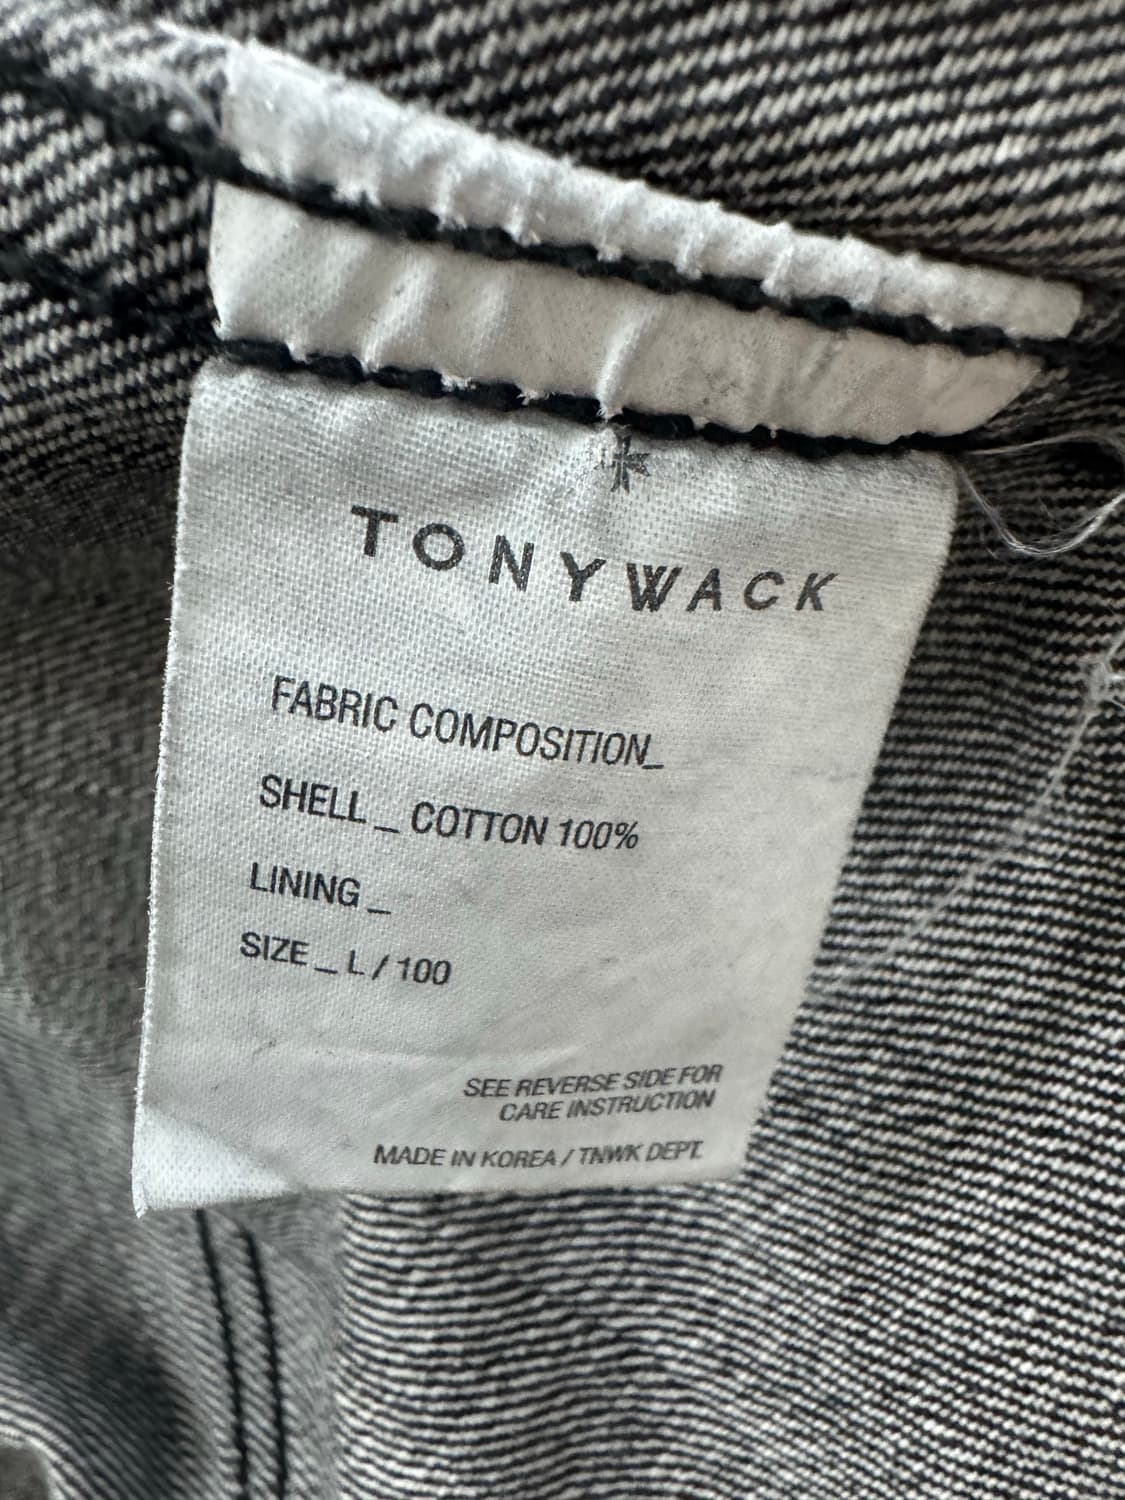 TONYWACK
FABRIC COMPOSITION_
SHELL _ COTTON 100%
LINING _
SIZE _ L / 100
SEE REVERSE SIDE FOR
CARE INSTRUCTION
MADE IN KOREA / TNWK DEPT.